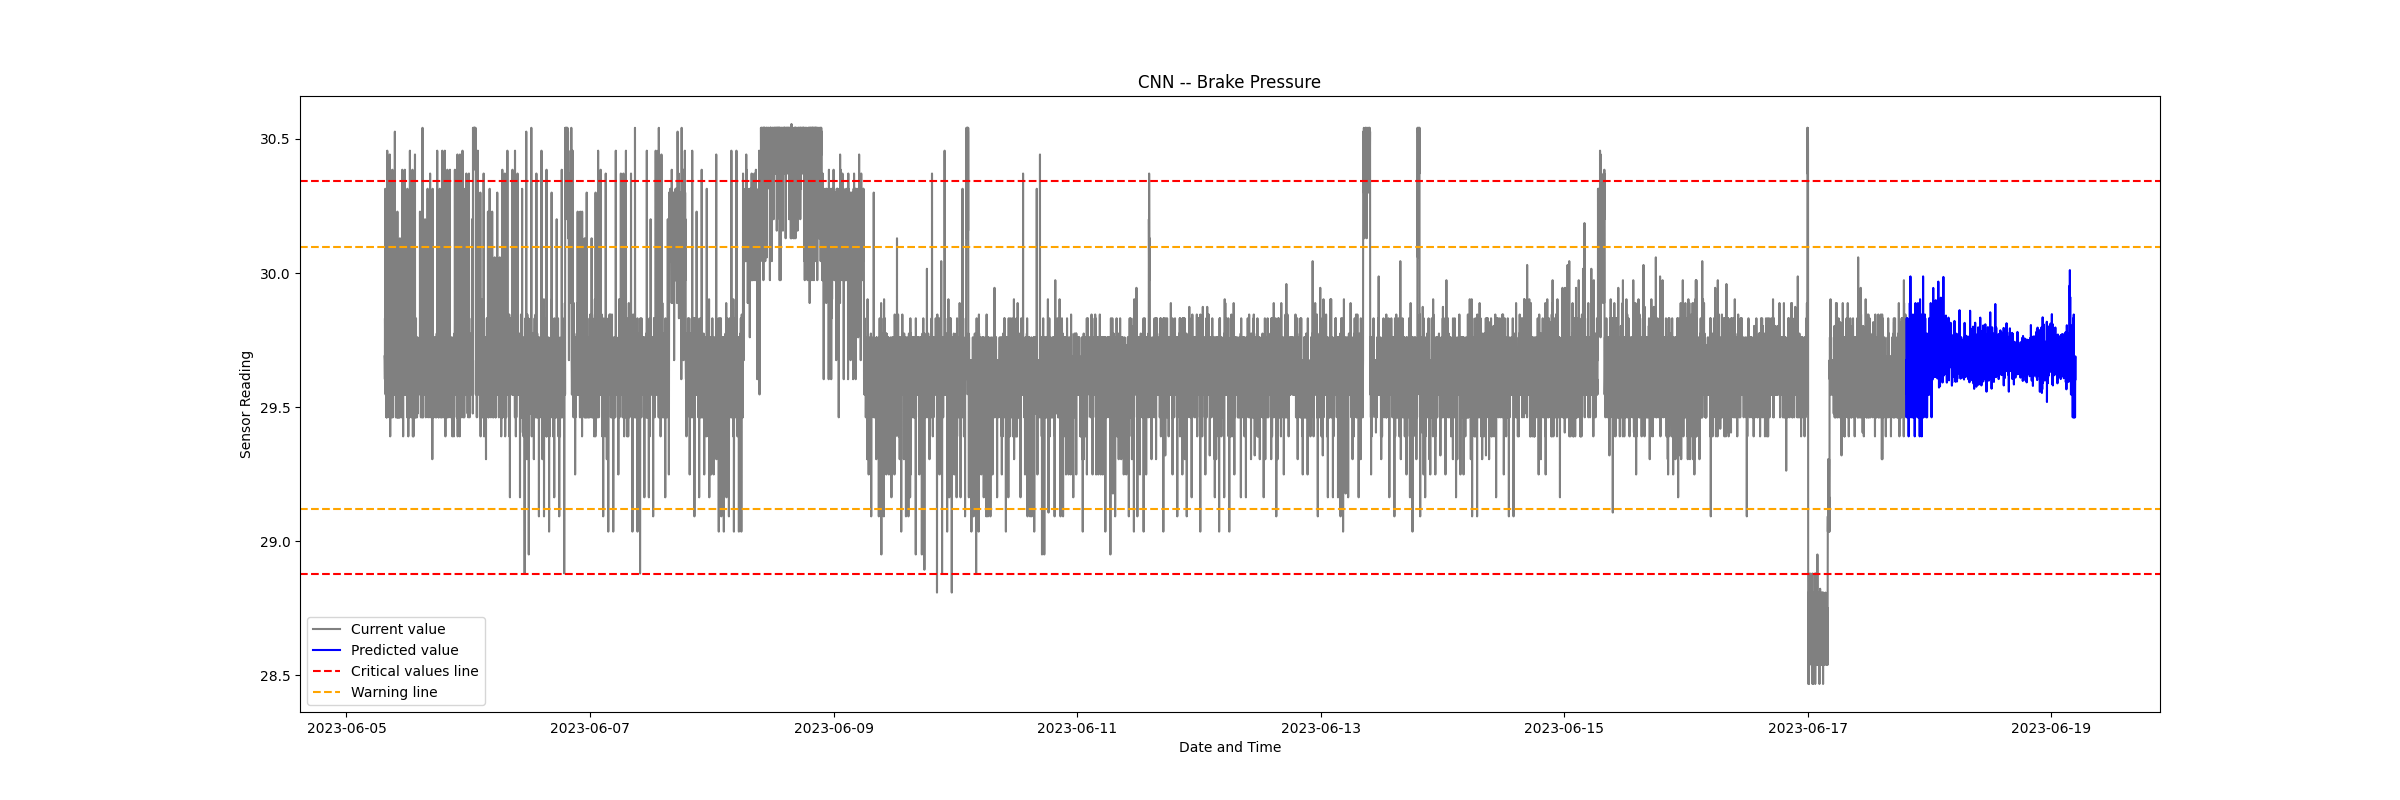 CNN -- Brake Pressure
30.5
30.0
29.5
29.0
28.5
Sensor Reading
Current value
Predicted value
Critical values line
Warning line
2023-06-05 2023-06-07 2023-06-09 2023-06-11 2023-06-13 2023-06-15 2023-06-17 2023-06-19
Date and Time